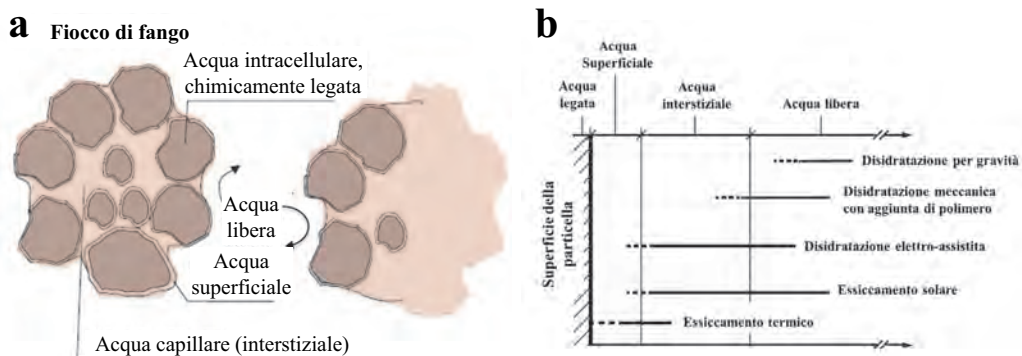 a Fiocco di fango
Acqua intracellulare,
chimicamente legata
Acqua
libera
Acqua
superficiale
Acqua capillare (interstiziale)
b
Acqua
Superficiale
Acqua
legata
Acqua
interstiziale
Acqua libera
Superficie della
particella
Disidratazione per gravità
Disidratazione meccanica
con aggiunta di polimero
Disidratazione elettro-assistita
Essiccamento solare
Essiccamento termico